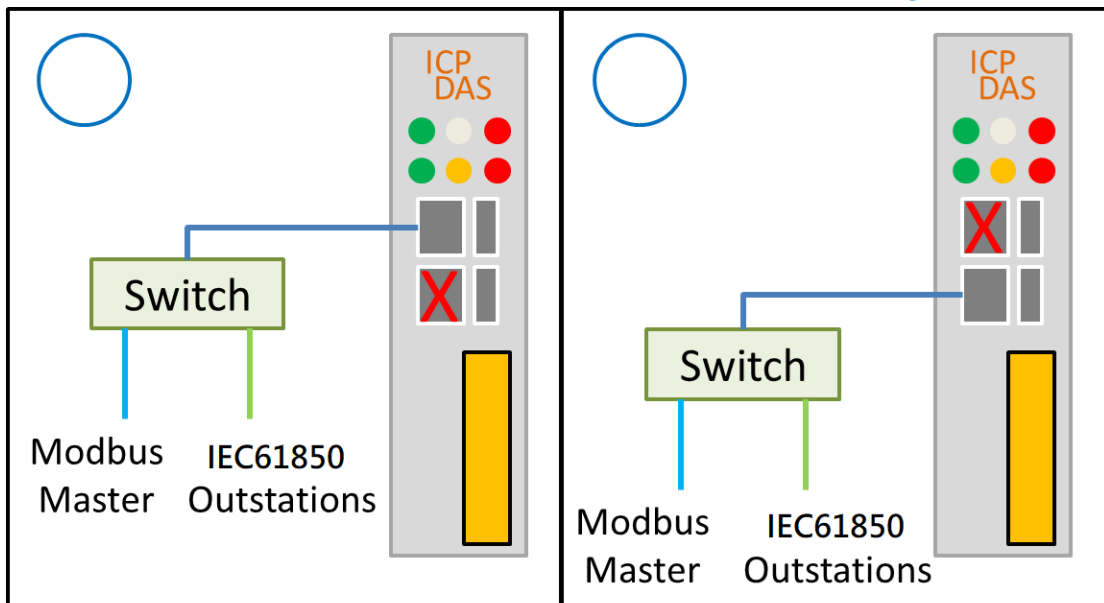 ICP
DAS
X
Switch
Modbus
Master
IEC61850
Outstations
ICP
DAS
X
Switch
Modbus
Master
IEC61850
Outstations